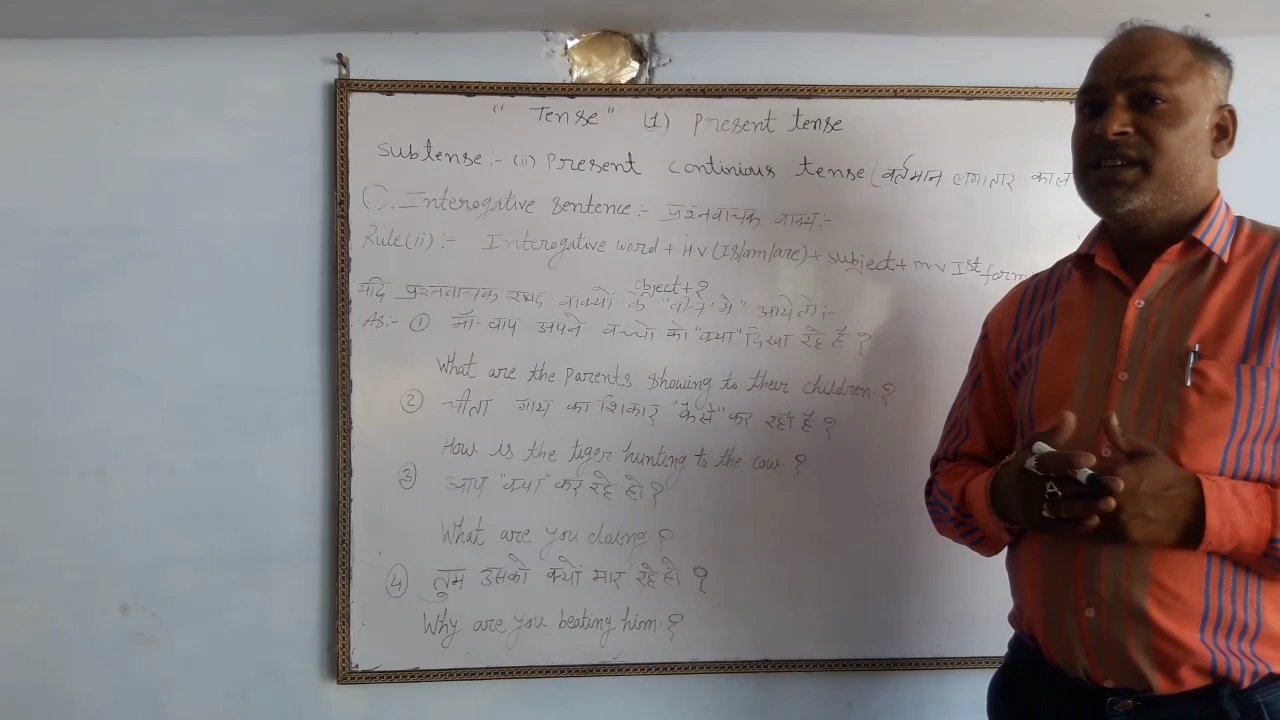 "Tense" (1) Present tense
Subtense:- (ii) Present Continious tense (वर्तमान लगातार काल
C. Interogative Sentence:- प्रश्नवाचक वाक्य:-
Rule(ii):- Interogative word + H V (Is/am/are) + subject + m v. Ist form
object + ?
यदि प्रश्नवाचक शब्द वाक्यों के "बीच में" आये तो:-
As:- ① माँ-वाप अपने बच्चो को "क्या" दिखा रहे है ?
What are the Parents showing to their children. ?
② चीता गाय का शिकार "कैसे" कर रहा है ?
How is the tiger hunting to the cow. ?
③ आप "क्या" कर रहे हो ?
What are you doing ?
④ तुम उसको क्यों मार रहे हो ?
Why are you beating him. ?